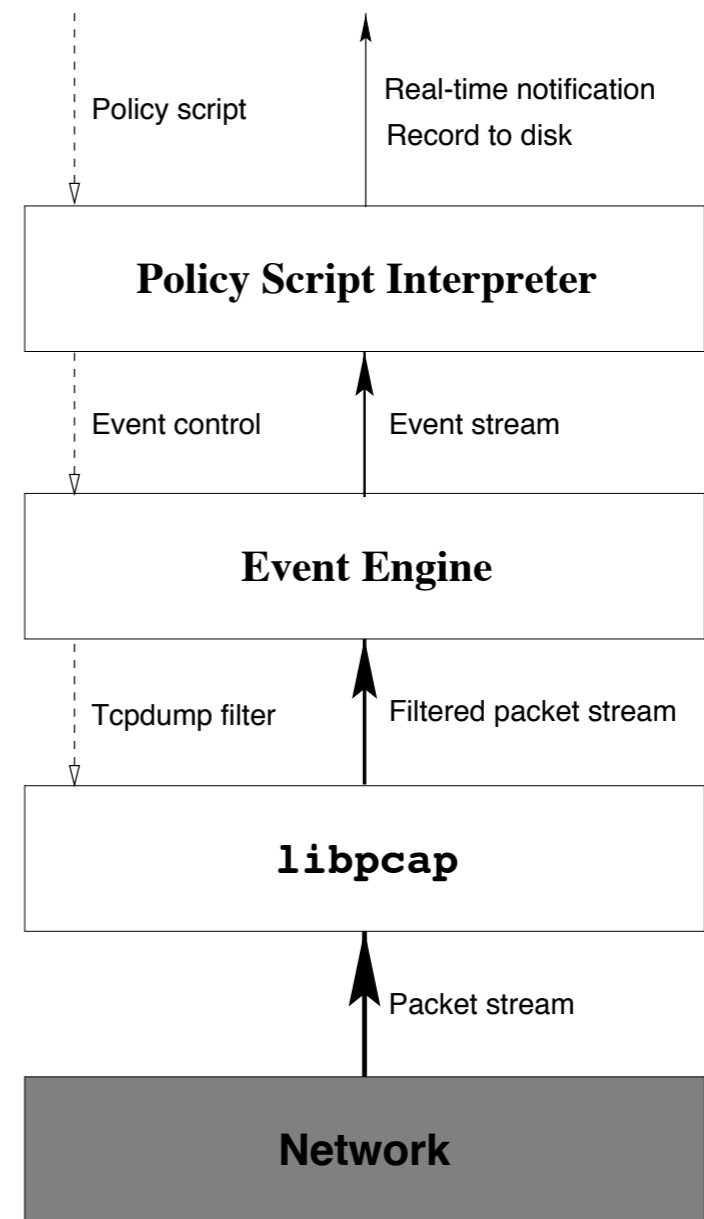 Policy script
Real-time notification
Record to disk
Policy Script Interpreter
Event control
Event stream
Event Engine
Tcpdump filter
Filtered packet stream
libpcap
Packet stream
Network